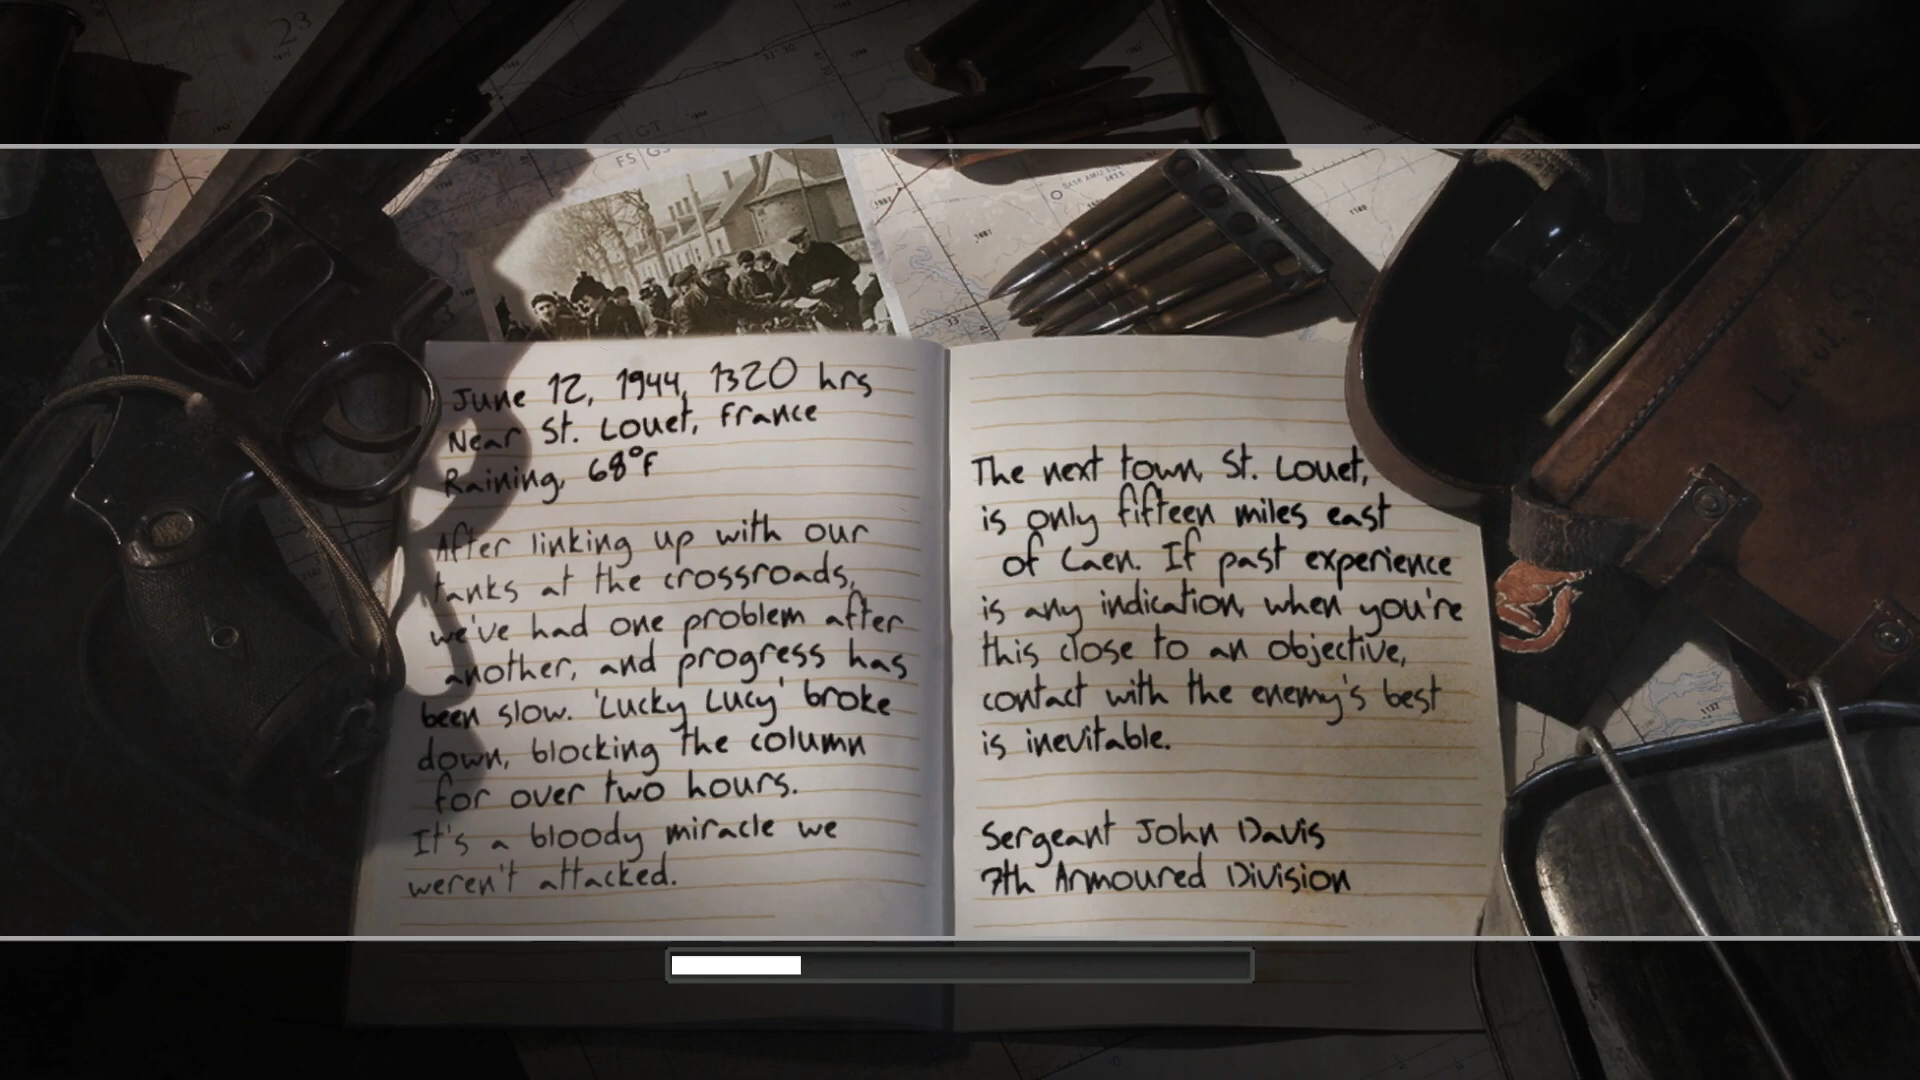 23
FS GS
June 12, 1944, 1320 hrs
Near St. Louet, France
Raining, 68°F
After linking up with our
tanks at the crossroads,
we've had one problem after
another, and progress has
been slow. 'Lucky Lucy' broke
down, blocking the column
for over two hours.
It's a bloody miracle we
weren't attacked.
The next town, St. Louet,
is only fifteen miles east
of Caen. If past experience
is any indication, when you're
this close to an objective,
contact with the enemy's best
is inevitable.
Sergeant John Davis
7th Armoured Division